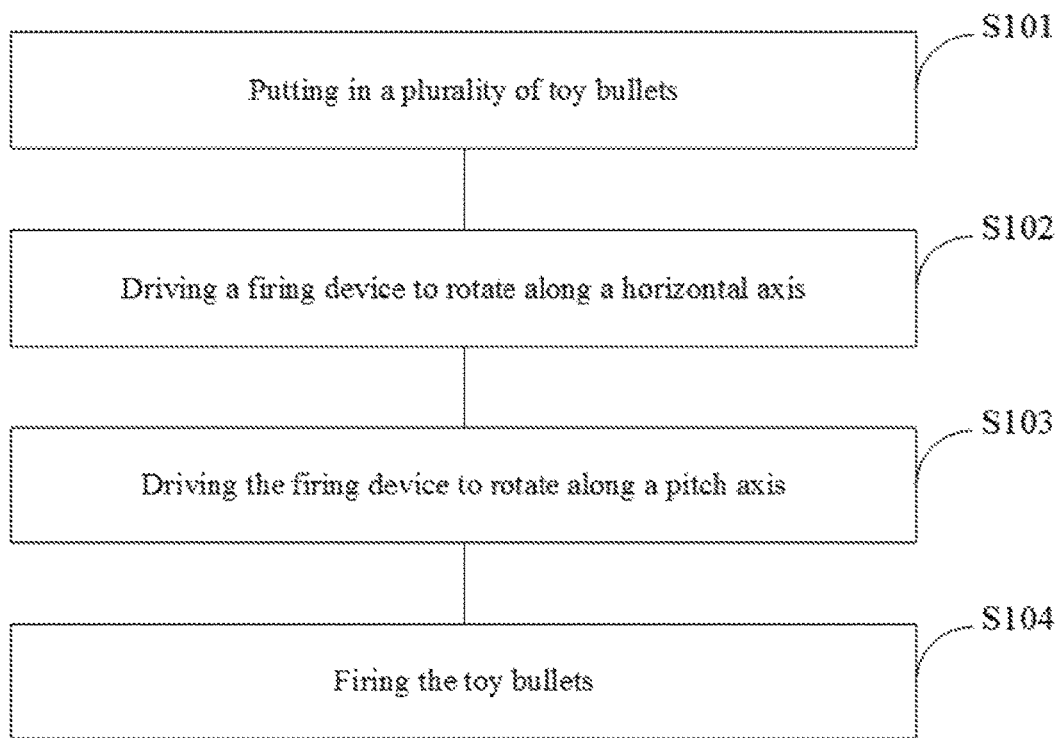 S101
Putting in a plurality of toy bullets
S102
Driving a firing device to rotate along a horizontal axis
S103
Driving the firing device to rotate along a pitch axis
S104
Firing the toy bullets